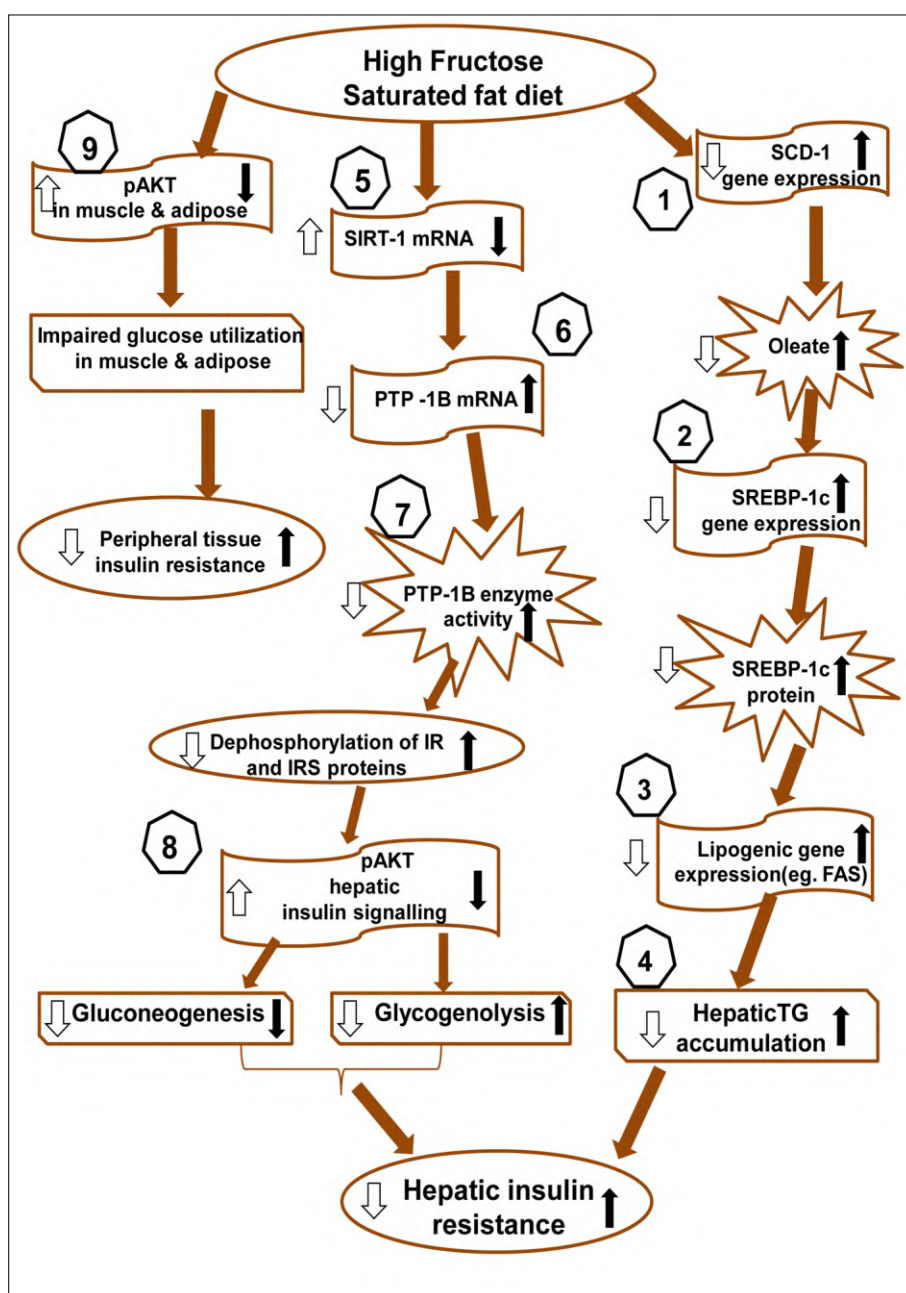 High Fructose
Saturated fat diet
9
pAKT
in muscle & adipose
Impaired glucose utilization
in muscle & adipose
Peripheral tissue
insulin resistance
5
SIRT-1 mRNA
6
PTP -1B mRNA
7
PTP-1B enzyme
activity
Dephosphorylation of IR
and IRS proteins
8
pAKT
hepatic
insulin signalling
Gluconeogenesis
Glycogenolysis
1
SCD-1
gene expression
Oleate
2
SREBP-1c
gene expression
SREBP-1c
protein
3
Lipogenic gene
expression(eg. FAS)
4
HepaticTG
accumulation
Hepatic insulin
resistance